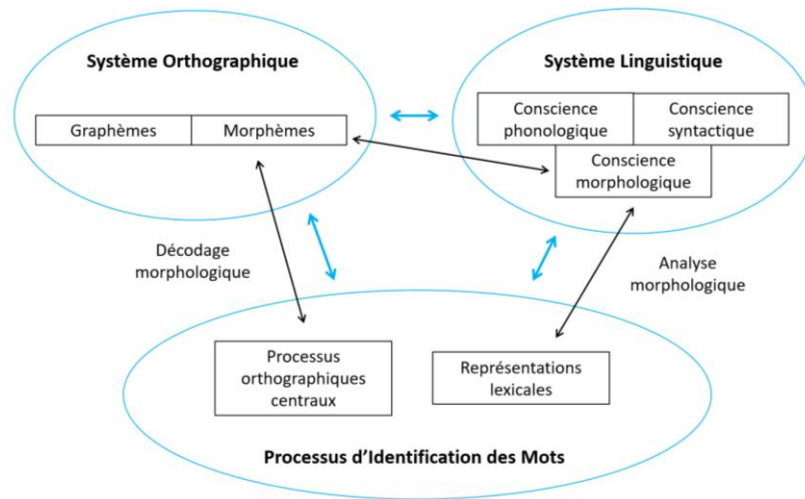 Système Orthographique
Graphèmes
Morphèmes
Système Linguistique
Conscience
phonologique
Conscience
syntactique
Conscience
morphologique
Décodage
morphologique
Analyse
morphologique
Processus
orthographiques
centraux
Représentations
lexicales
Processus d’Identification des Mots